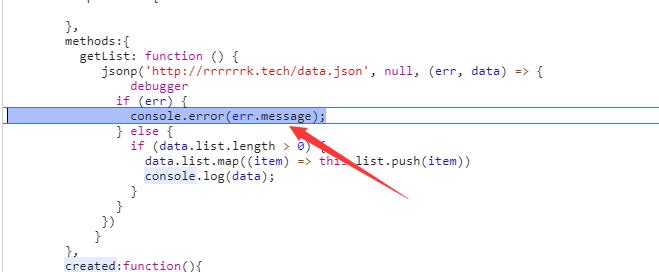 },
methods:{
getList: function () {
jsonp('http://rrrrrrk.tech/data.json', null, (err, data) => {
debugger
if (err) {
console.error(err.message);
} else {
if (data.list.length > 0) {
data.list.map((item) => this.list.push(item))
console.log(data);
}
}
})
}
},
created:function(){